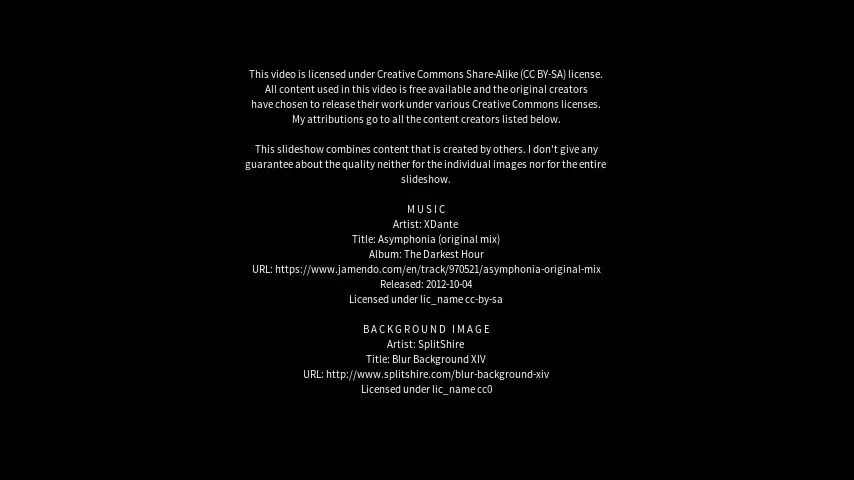 This video is licensed under Creative Commons Share-Alike (CC BY-SA) license.
All content used in this video is free available and the original creators
have chosen to release their work under various Creative Commons licenses.
My attributions go to all the content creators listed below.
This slideshow combines content that is created by others. I don't give any
guarantee about the quality neither for the individual images nor for the entire
slideshow.
MUSIC
Artist: XDante
Title: Asymphonia (original mix)
Album: The Darkest Hour
URL: https://www.jamendo.com/en/track/970521/asymphonia-original-mix
Released: 2012-10-04
Licensed under lic_name cc-by-sa
BACKGROUND IMAGE
Artist: SplitShire
Title: Blur Background XIV
URL: http://www.splitshire.com/blur-background-xiv
Licensed under lic_name cc0